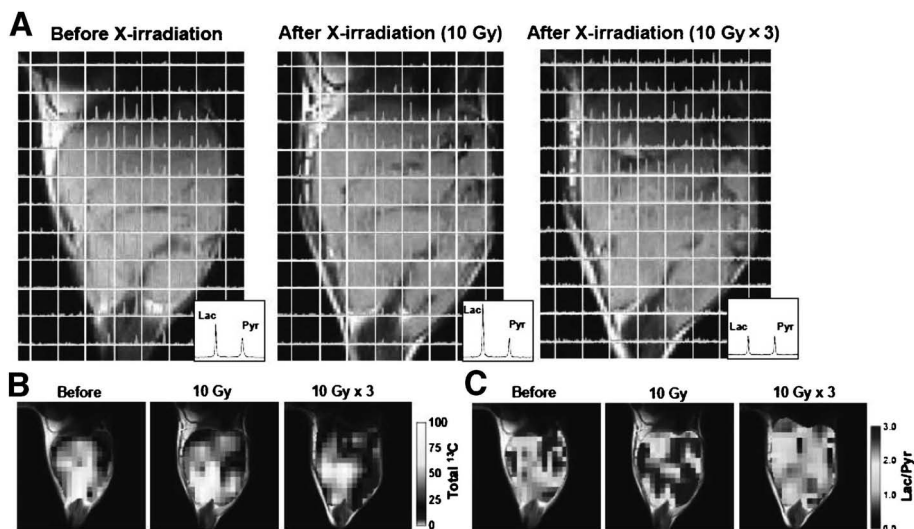 A
Before X-irradiation
After X-irradiation (10 Gy)
After X-irradiation (10 Gy × 3)
Lac
Pyr
Lac
Pyr
Lac
Pyr
B
Before
10 Gy
10 Gy x 3
100
75
50
25
0
Total ¹³C
C
Before
10 Gy
10 Gy x 3
3.0
2.0
1.0
0.0
Lac/Pyr